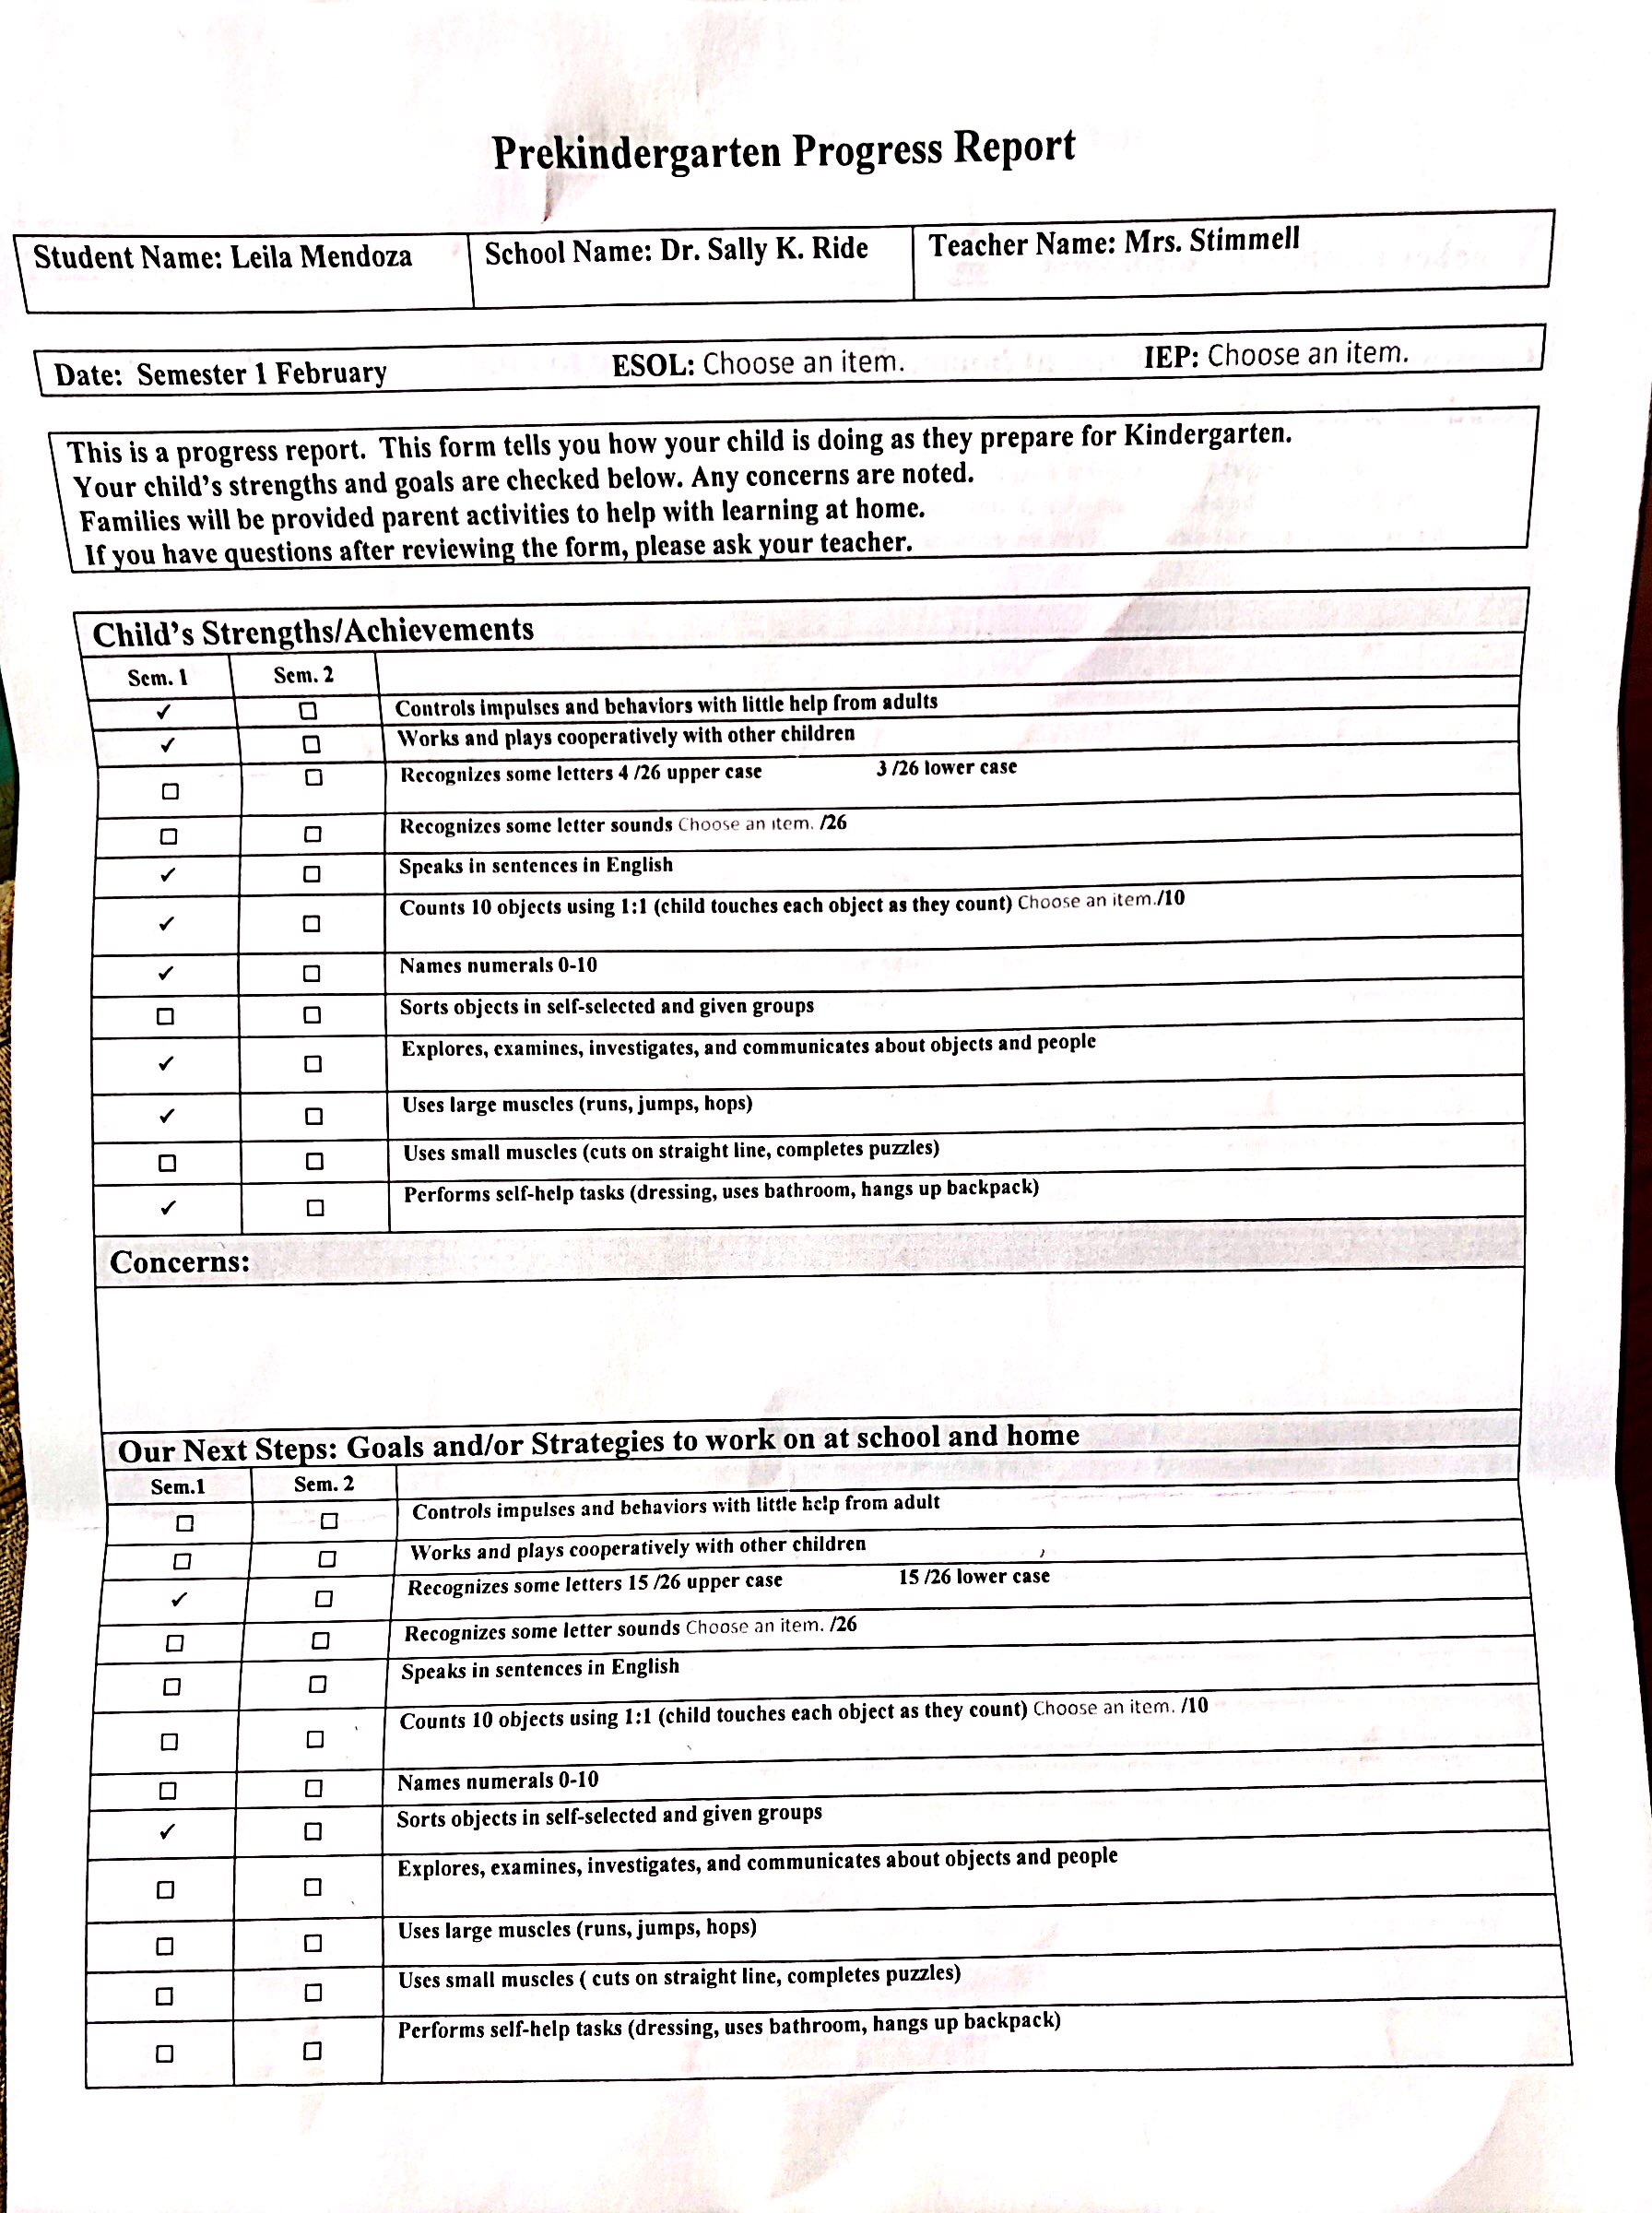 Prekindergarten Progress Report
Student Name: Leila Mendoza
School Name: Dr. Sally K. Ride
Teacher Name: Mrs. Stimmell
Date: Semester 1 February
ESOL: Choose an item.
IEP: Choose an item.
This is a progress report. This form tells you how your child is doing as they prepare for Kindergarten.
Your child's strengths and goals are checked below. Any concerns are noted.
Families will be provided parent activities to help with learning at home.
If you have questions after reviewing the form, please ask your teacher.
Child's Strengths/Achievements
Sem. 1 Sem. 2
✓ ☐ Controls impulses and behaviors with little help from adults
✓ ☐ Works and plays cooperatively with other children
☐ ☐ Recognizes some letters 4 /26 upper case 3 /26 lower case
☐ ☐ Recognizes some letter sounds Choose an item. /26
✓ ☐ Speaks in sentences in English
✓ ☐ Counts 10 objects using 1:1 (child touches each object as they count) Choose an item./10
✓ ☐ Names numerals 0-10
☐ ☐ Sorts objects in self-selected and given groups
✓ ☐ Explores, examines, investigates, and communicates about objects and people
✓ ☐ Uses large muscles (runs, jumps, hops)
☐ ☐ Uses small muscles (cuts on straight line, completes puzzles)
✓ ☐ Performs self-help tasks (dressing, uses bathroom, hangs up backpack)
Concerns:
Our Next Steps: Goals and/or Strategies to work on at school and home
Sem.1 Sem. 2
☐ ☐ Controls impulses and behaviors with little help from adult
☐ ☐ Works and plays cooperatively with other children
✓ ☐ Recognizes some letters 15 /26 upper case 15 /26 lower case
☐ ☐ Recognizes some letter sounds Choose an item. /26
☐ ☐ Speaks in sentences in English
☐ ☐ Counts 10 objects using 1:1 (child touches each object as they count) Choose an item. /10
☐ ☐ Names numerals 0-10
✓ ☐ Sorts objects in self-selected and given groups
☐ ☐ Explores, examines, investigates, and communicates about objects and people
☐ ☐ Uses large muscles (runs, jumps, hops)
☐ ☐ Uses small muscles ( cuts on straight line, completes puzzles)
☐ ☐ Performs self-help tasks (dressing, uses bathroom, hangs up backpack)